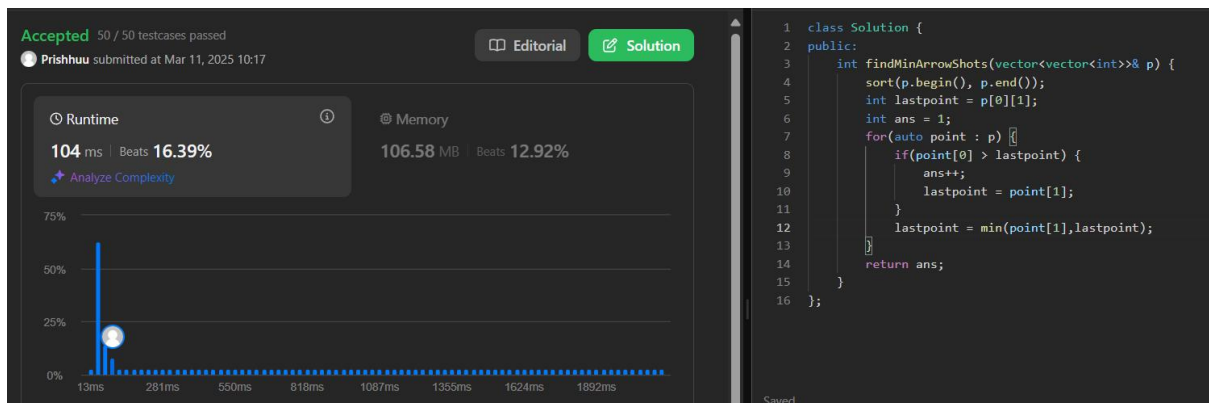 Accepted 50 / 50 testcases passed
Prishhuu submitted at Mar 11, 2025 10:17
Editorial
Solution
Runtime
104 ms | Beats 16.39%
Analyze Complexity
Memory
106.58 MB | Beats 12.92%
75%
50%
25%
0%
13ms 281ms 550ms 818ms 1087ms 1355ms 1624ms 1892ms
1 class Solution {
2 public:
3     int findMinArrowShots(vector<vector<int>>& p) {
4         sort(p.begin(), p.end());
5         int lastpoint = p[0][1];
6         int ans = 1;
7         for(auto point : p) {
8             if(point[0] > lastpoint) {
9                 ans++;
10                 lastpoint = point[1];
11             }
12             lastpoint = min(point[1],lastpoint);
13         }
14         return ans;
15     }
16 };
Saved